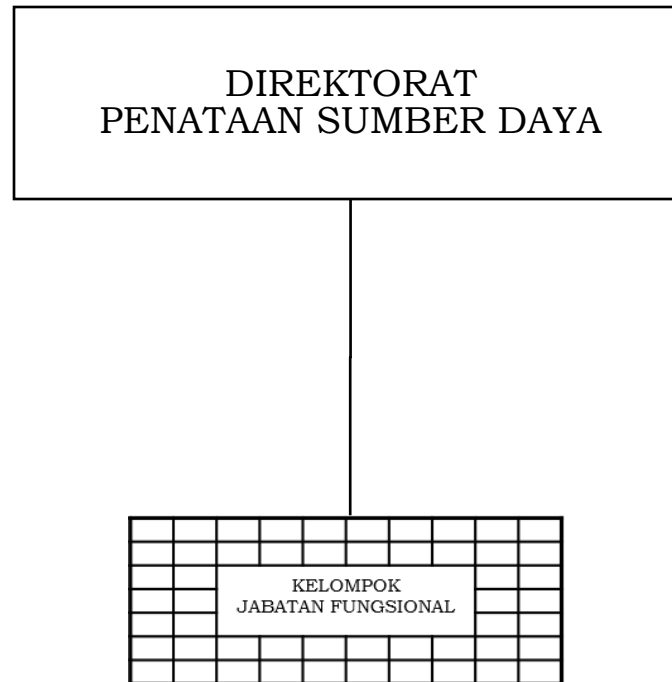 DIREKTORAT
PENATAAN SUMBER DAYA
KELOMPOK
JABATAN FUNGSIONAL